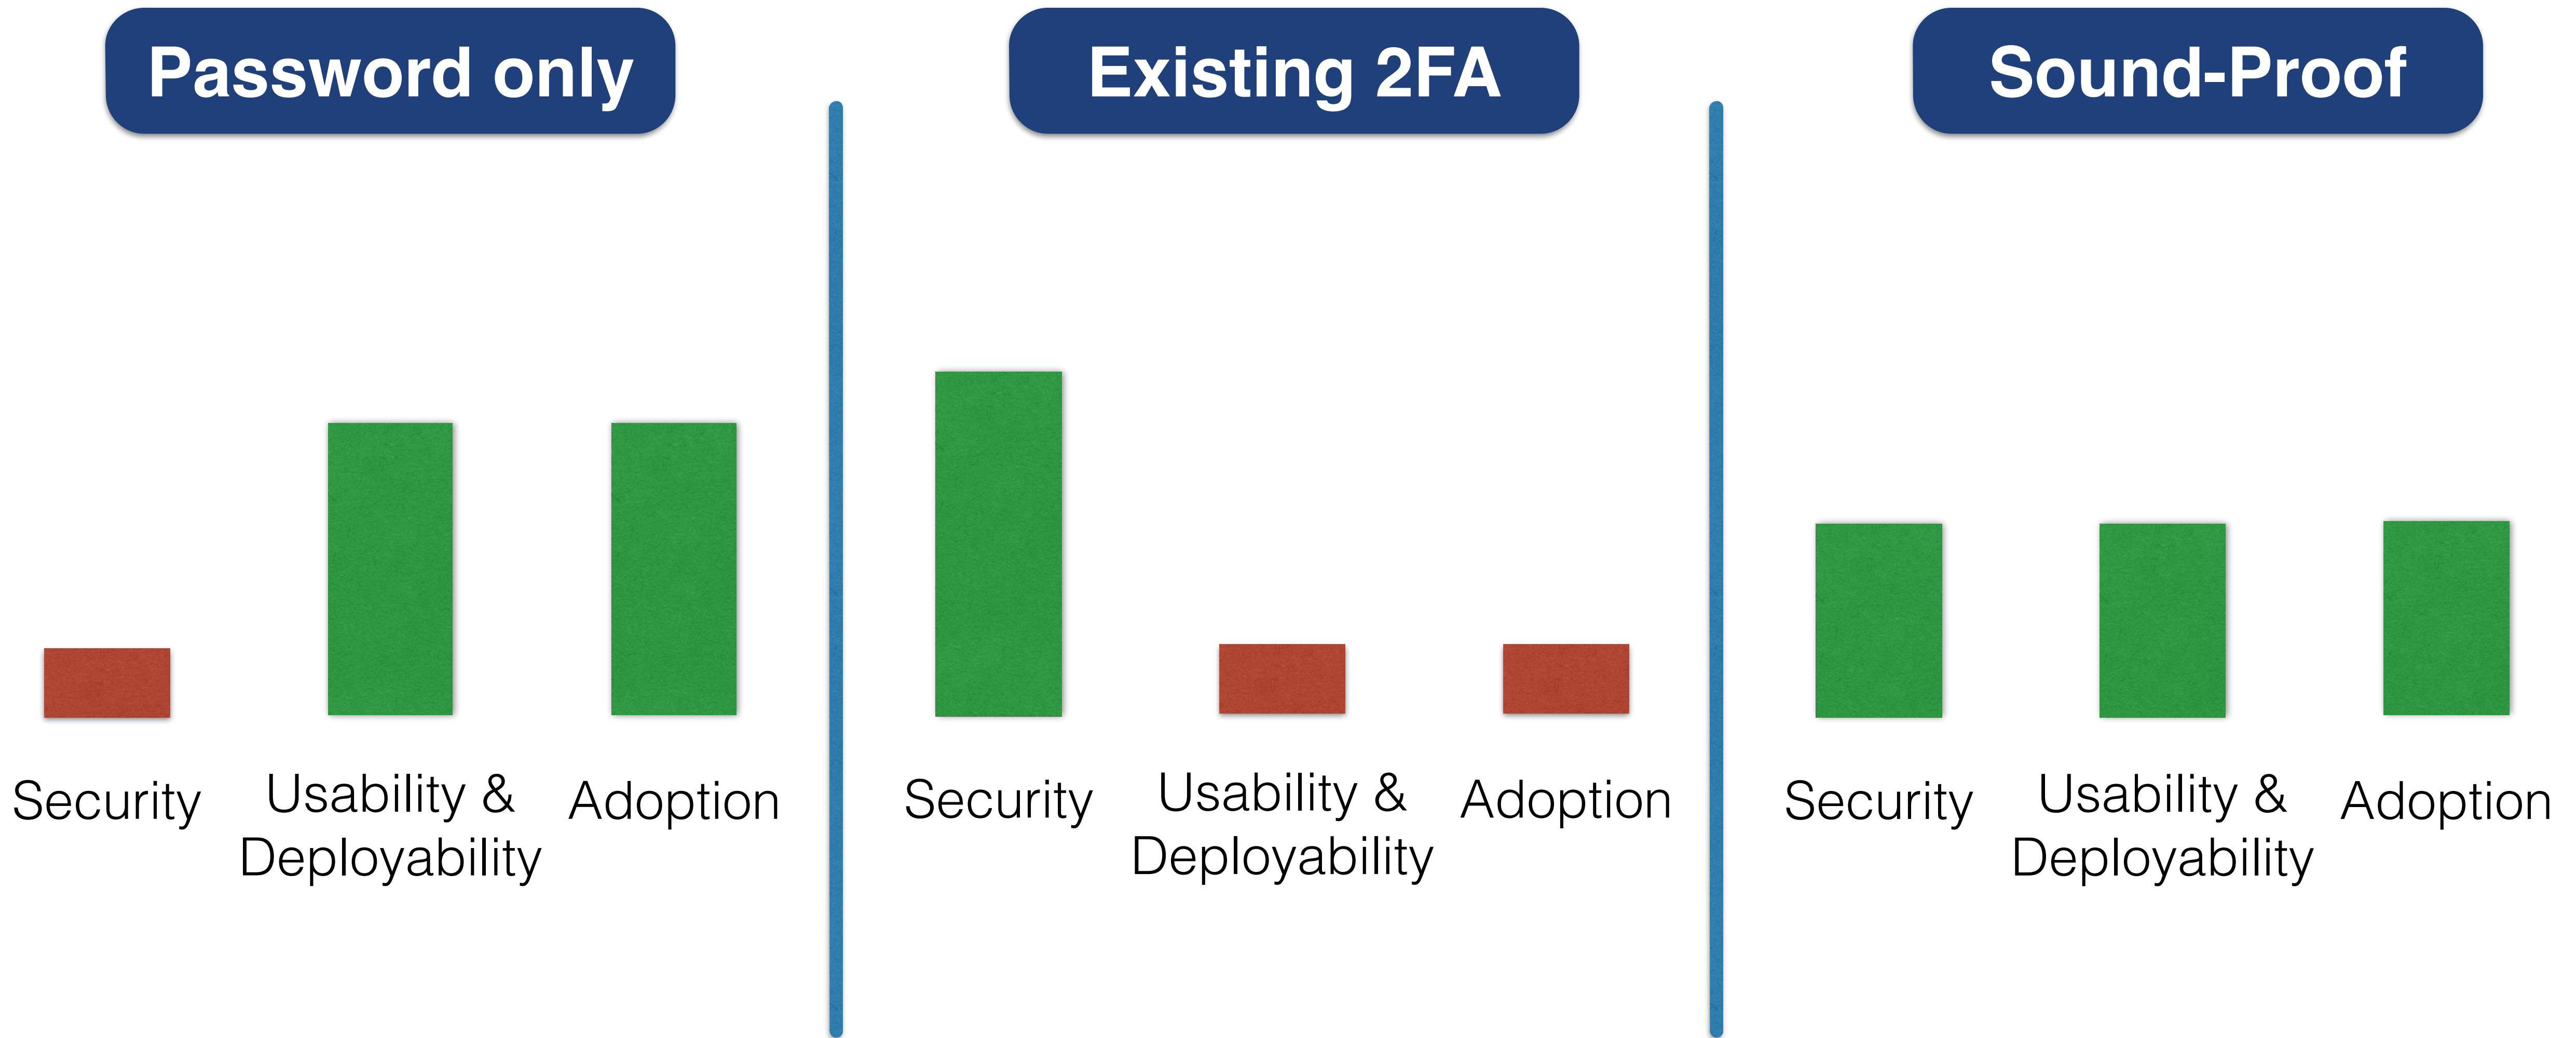 Password only
Existing 2FA
Sound-Proof
Security
Usability &
Deployability
Adoption
Security
Usability &
Deployability
Adoption
Security
Usability &
Deployability
Adoption